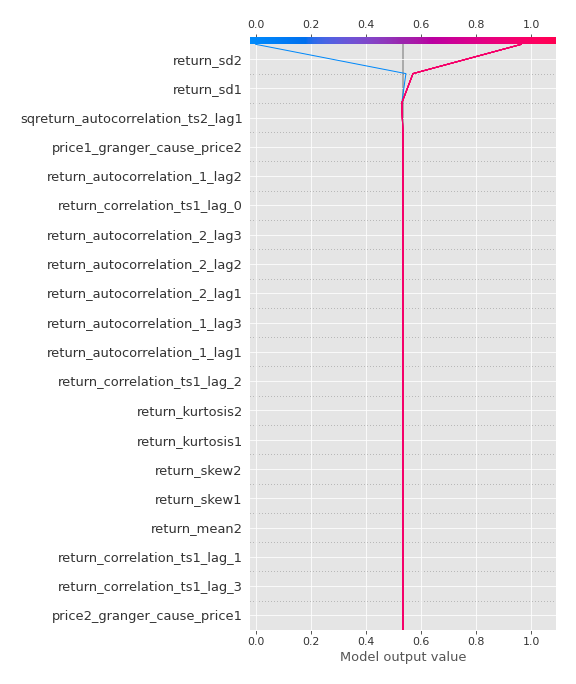 0.0 0.2 0.4 0.6 0.8 1.0
return_sd2
return_sd1
sqreturn_autocorrelation_ts2_lag1
price1_granger_cause_price2
return_autocorrelation_1_lag2
return_correlation_ts1_lag_0
return_autocorrelation_2_lag3
return_autocorrelation_2_lag2
return_autocorrelation_2_lag1
return_autocorrelation_1_lag3
return_autocorrelation_1_lag1
return_correlation_ts1_lag_2
return_kurtosis2
return_kurtosis1
return_skew2
return_skew1
return_mean2
return_correlation_ts1_lag_1
return_correlation_ts1_lag_3
price2_granger_cause_price1
0.0 0.2 0.4 0.6 0.8 1.0
Model output value